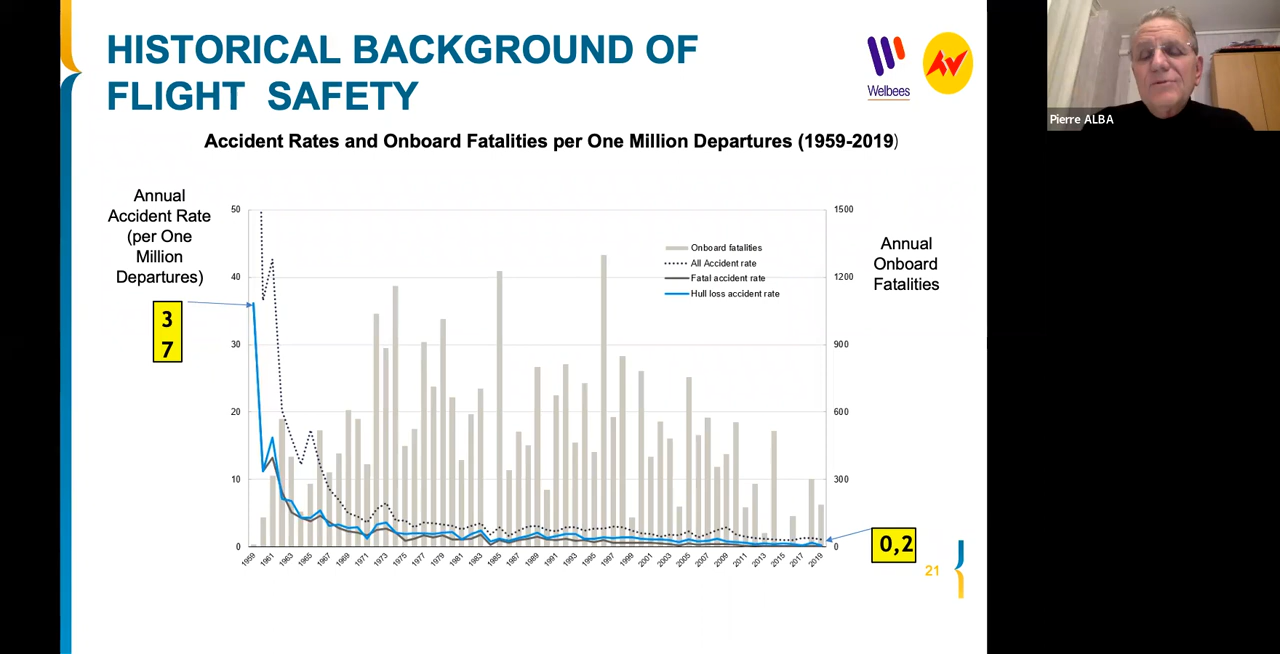 HISTORICAL BACKGROUND OF
FLIGHT SAFETY
Welbees
Pierre ALBA
Accident Rates and Onboard Fatalities per One Million Departures (1959-2019)
Annual
Accident Rate
(per One
Million
Departures)
3
7
50
40
30
20
10
0
Onboard fatalities
All Accident rate
Fatal accident rate
Hull loss accident rate
1500
1200
900
600
300
0
Annual
Onboard
Fatalities
0,2
1959
1961
1963
1965
1967
1969
1971
1973
1975
1977
1979
1981
1983
1985
1987
1989
1991
1993
1995
1997
1999
2001
2003
2005
2007
2009
2011
2013
2015
2017
2019
21